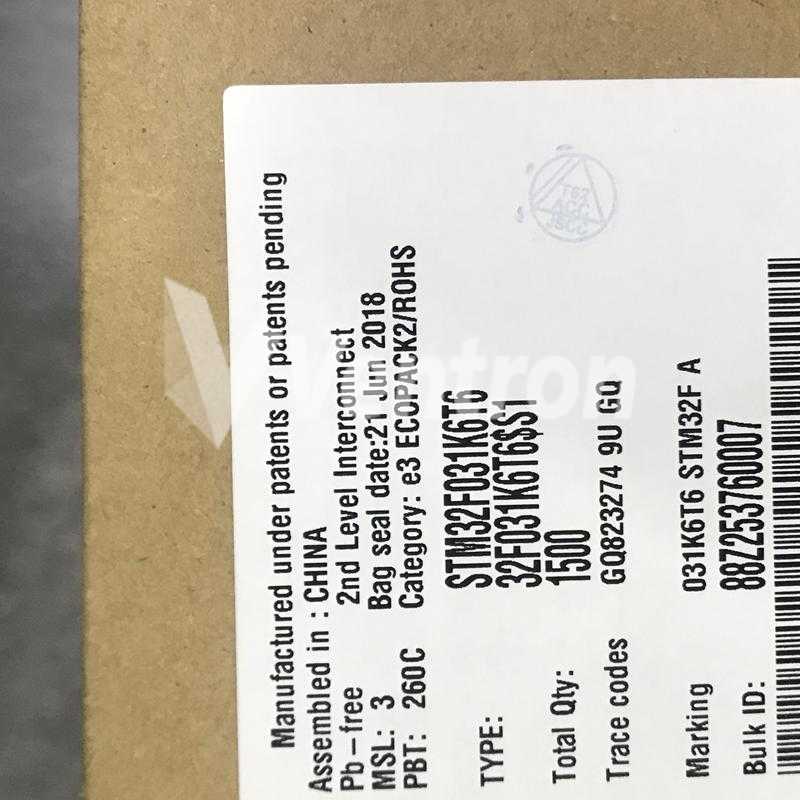 Manufactured under patents or patents pending
Assembled in : CHINA
Pb-free 2nd Level Interconnect
MSL: 3 Bag seal date:21 Jun 2018
PBT: 260C Category: e3 ECOPACK2/ROHS
STM32F031K6T6
TYPE: 32F031K6T6$S1
Total Qty: 1500
Trace codes GQ823274 9U GQ
Marking 031K6T6 STM32F A
Bulk ID: 88Z253760007